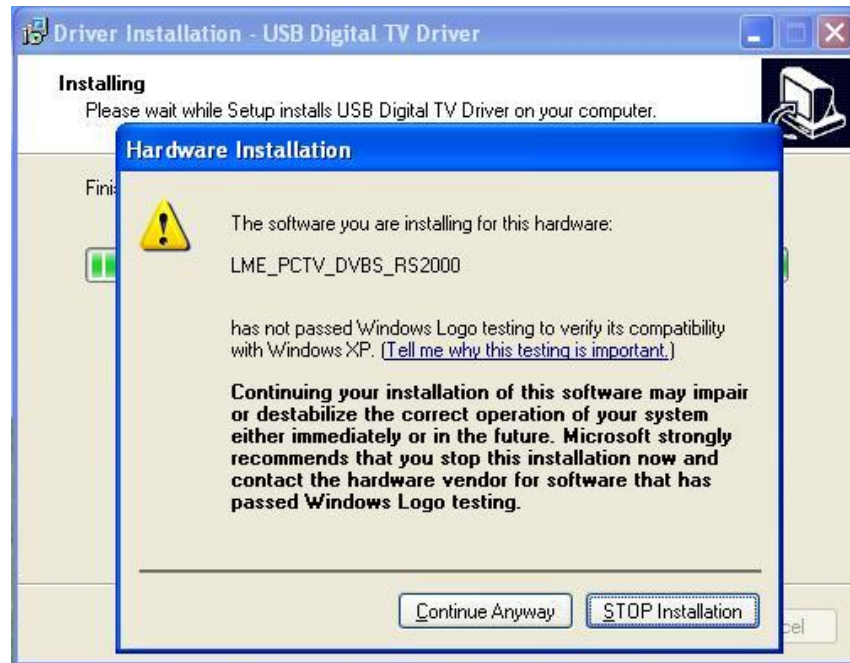 Driver Installation - USB Digital TV Driver
Installing
Please wait while Setup installs USB Digital TV Driver on your computer.
Hardware Installation
The software you are installing for this hardware:
LME_PCTV_DVBS_RS2000
has not passed Windows Logo testing to verify its compatibility
with Windows XP. (Tell me why this testing is important.)
Continuing your installation of this software may impair
or destabilize the correct operation of your system
either immediately or in the future. Microsoft strongly
recommends that you stop this installation now and
contact the hardware vendor for software that has
passed Windows Logo testing.
Continue Anyway
STOP Installation